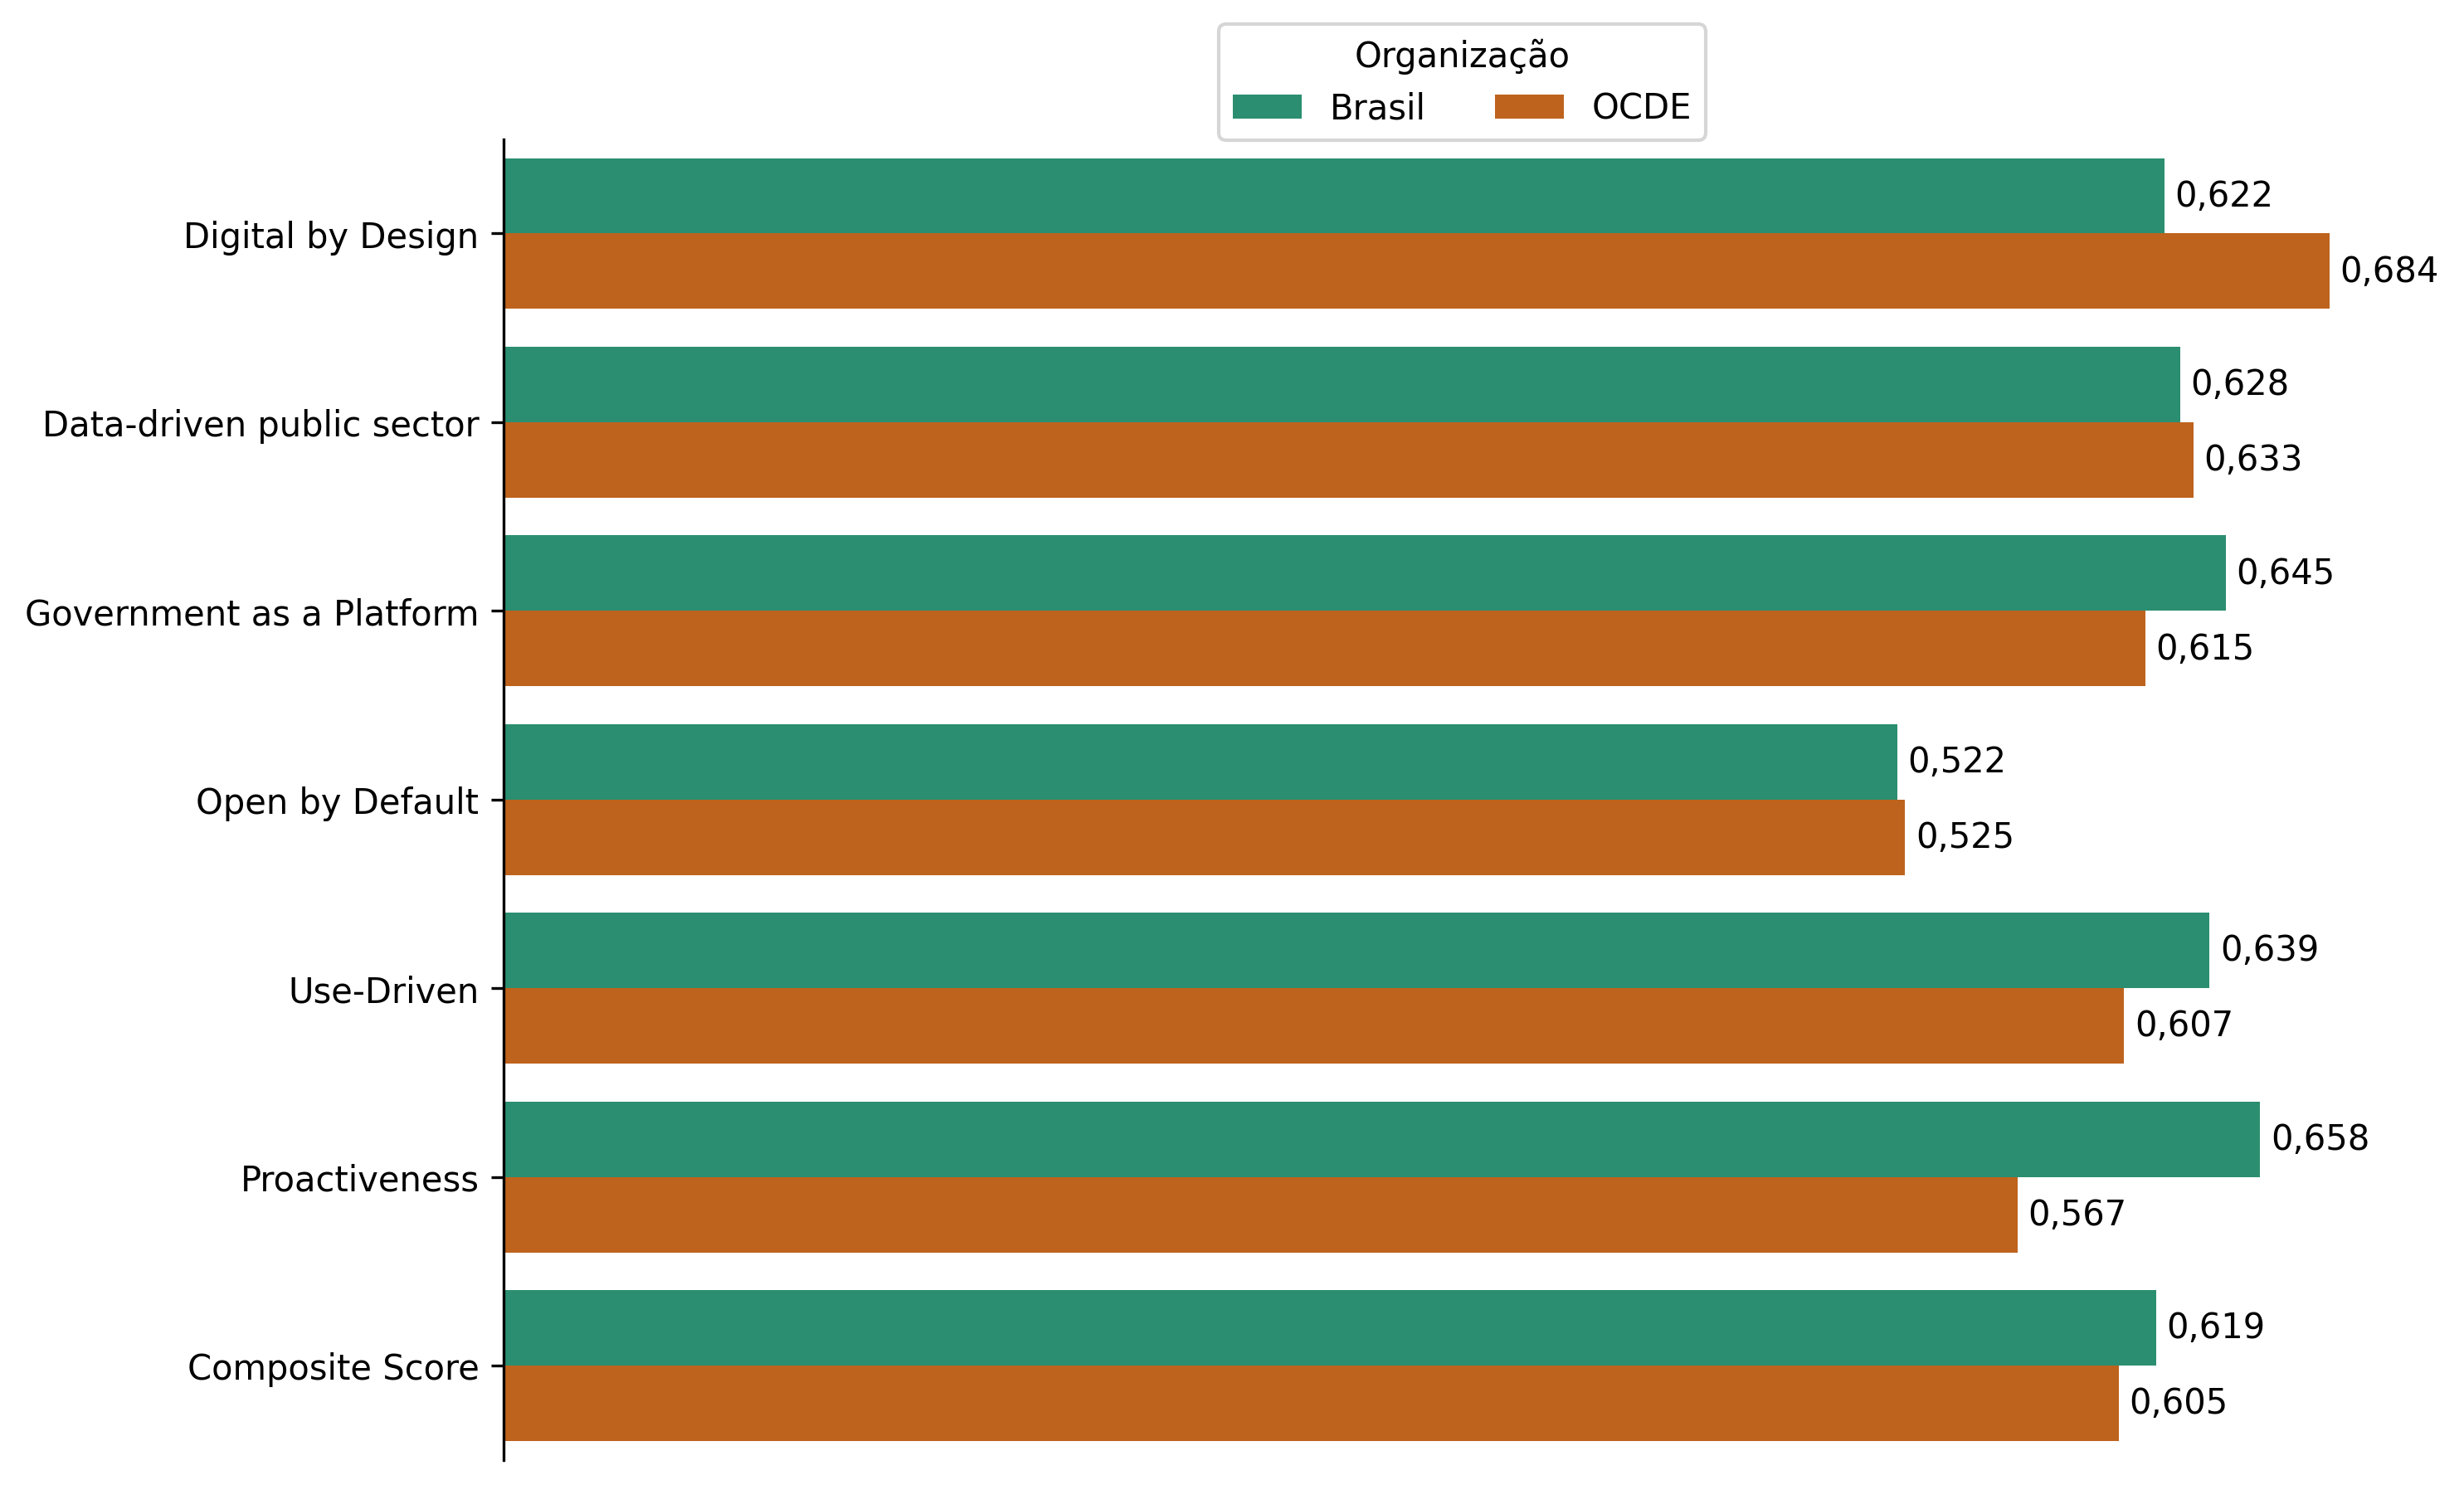 Organização
Brasil OCDE
Digital by Design
0,622
0,684
Data-driven public sector
0,628
0,633
Government as a Platform
0,645
0,615
Open by Default
0,522
0,525
Use-Driven
0,639
0,607
Proactiveness
0,658
0,567
Composite Score
0,619
0,605